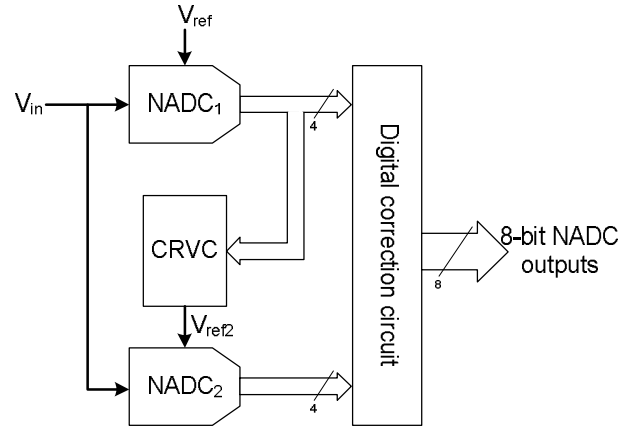 V_ref
V_in
NADC_1
4
CRVC
V_ref2
NADC_2
4
Digital correction circuit
8
8-bit NADC
outputs